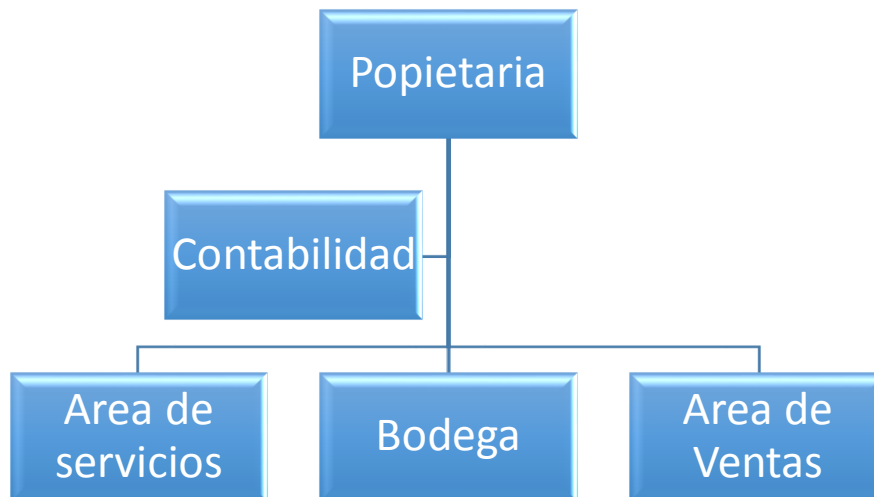 Popietaria
Contabilidad
Area de
servicios
Bodega
Area de
Ventas